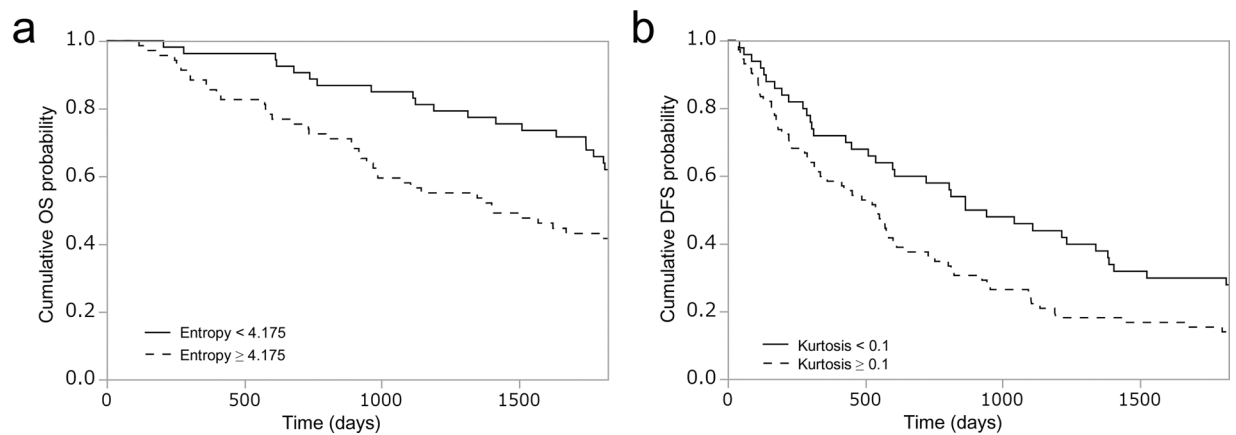 a
Cumulative OS probability
1.0
0.8
0.6
0.4
0.2
0.0
Entropy < 4.175
Entropy ≥ 4.175
0 500 1000 1500
Time (days)
b
Cumulative DFS probability
1.0
0.8
0.6
0.4
0.2
0.0
Kurtosis < 0.1
Kurtosis ≥ 0.1
0 500 1000 1500
Time (days)